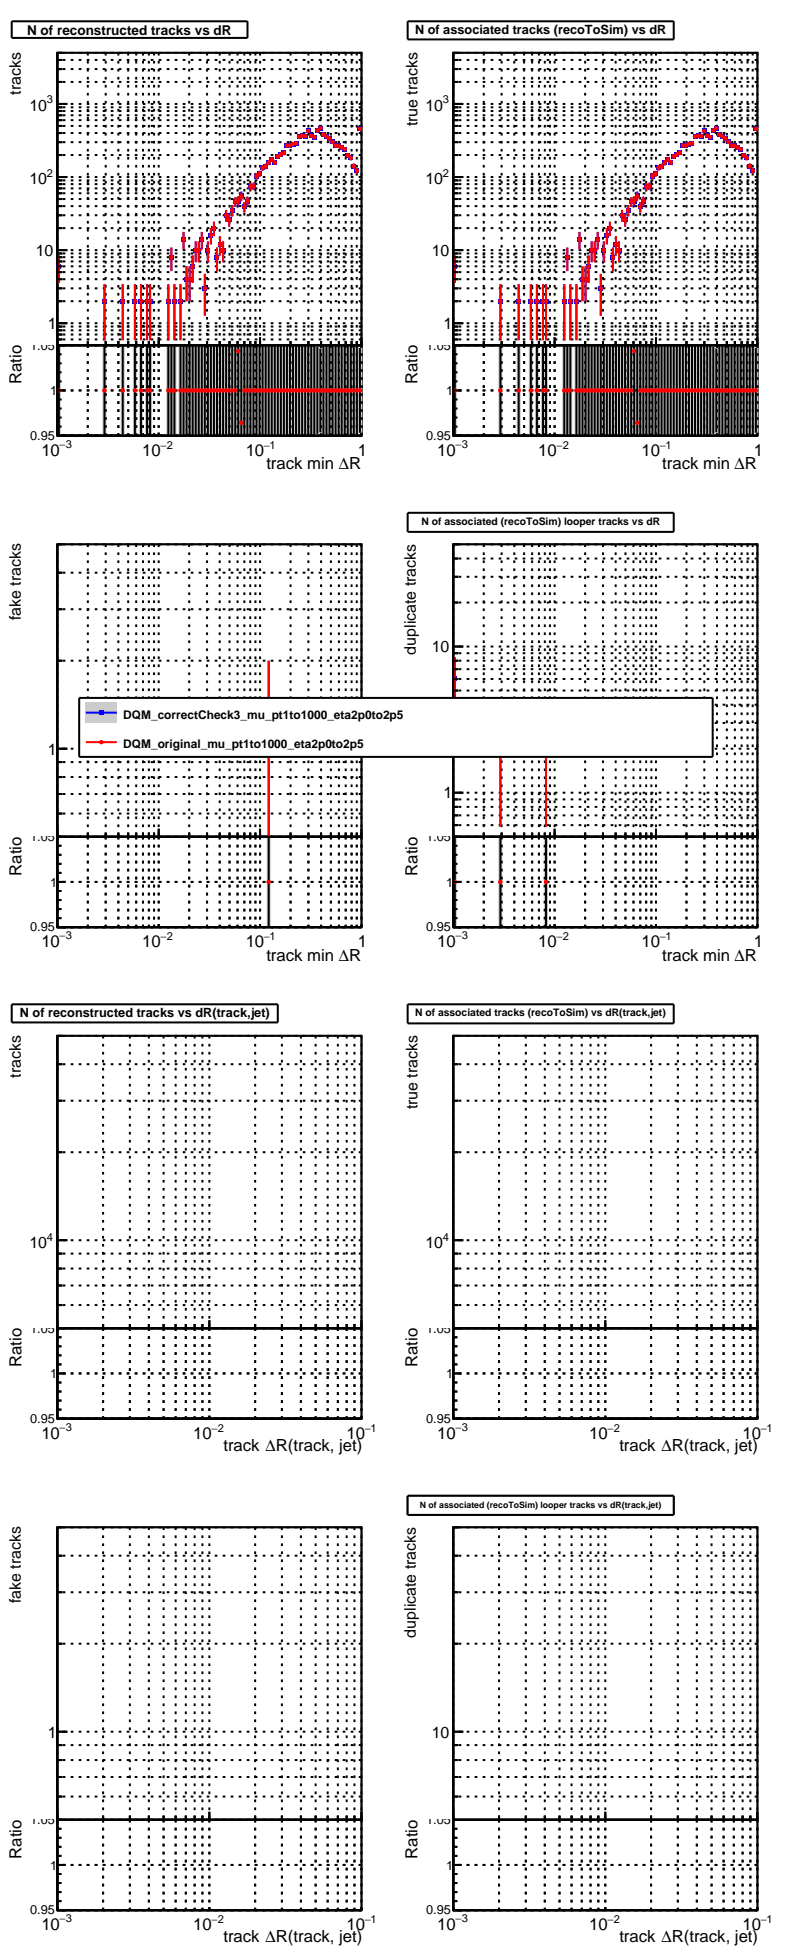 N of reconstructed tracks vs dR
tracks
10³
10²
10
1
Ratio
1.05
1
0.95
10⁻³ 10⁻² 10⁻¹ 1
track min ΔR
N of associated tracks (recoToSim) vs dR
true tracks
10³
10²
10
1
Ratio
1.05
1
0.95
10⁻³ 10⁻² 10⁻¹ 1
track min ΔR
fake tracks
1
Ratio
1.05
1
0.95
10⁻³ 10⁻² 10⁻¹ 1
track min ΔR
N of associated (recoToSim) looper tracks vs dR
duplicate tracks
10
1
Ratio
1.05
1
0.95
10⁻³ 10⁻² 10⁻¹ 1
track min ΔR
DQM_correctCheck3_mu_pt1to1000_eta2p0to2p5
DQM_original_mu_pt1to1000_eta2p0to2p5
N of reconstructed tracks vs dR(track,jet)
tracks
10⁴
Ratio
1.05
1
0.95
10⁻³ 10⁻² 10⁻¹
track ΔR(track, jet)
N of associated tracks (recoToSim) vs dR(track,jet)
true tracks
10⁴
Ratio
1.05
1
0.95
10⁻³ 10⁻² 10⁻¹
track ΔR(track, jet)
fake tracks
1
Ratio
1.05
1
0.95
10⁻³ 10⁻² 10⁻¹
track ΔR(track, jet)
N of associated (recoToSim) looper tracks vs dR(track,jet)
duplicate tracks
10
Ratio
1.05
1
0.95
10⁻³ 10⁻² 10⁻¹
track ΔR(track, jet)